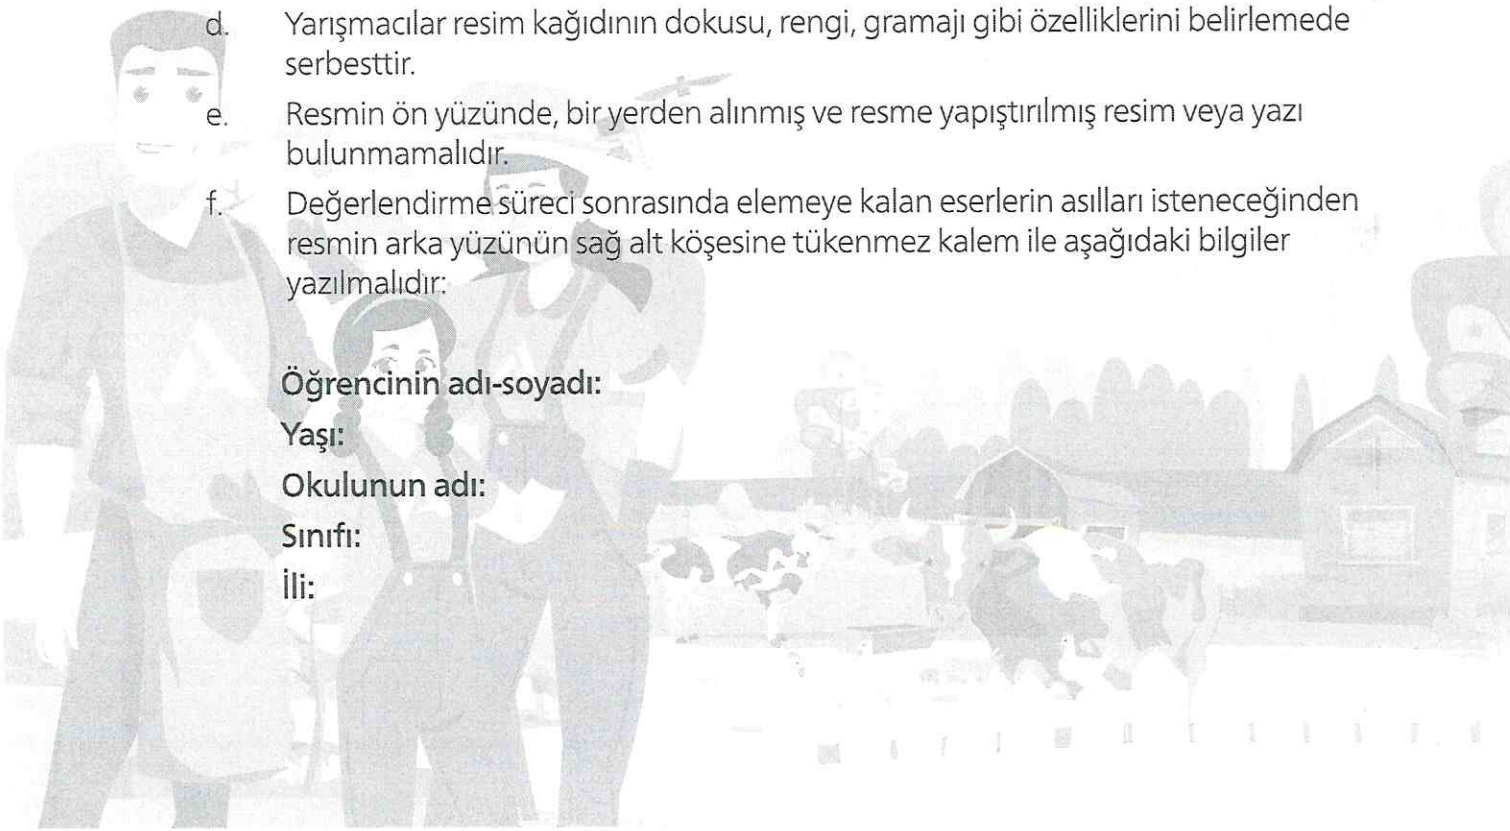 d. Yarışmacılar resim kağıdının dokusu, rengi, gramajı gibi özelliklerini belirlemede
serbesttir.
e. Resmin ön yüzünde, bir yerden alınmış ve resme yapıştırılmış resim veya yazı
bulunmamalıdır.
f. Değerlendirme süreci sonrasında elemeye kalan eserlerin asılları isteneceğinden
resmin arka yüzünün sağ alt köşesine tükenmez kalem ile aşağıdaki bilgiler
yazılmalıdır:
Öğrencinin adı-soyadı:
Yaşı:
Okulunun adı:
Sınıfı:
İli: